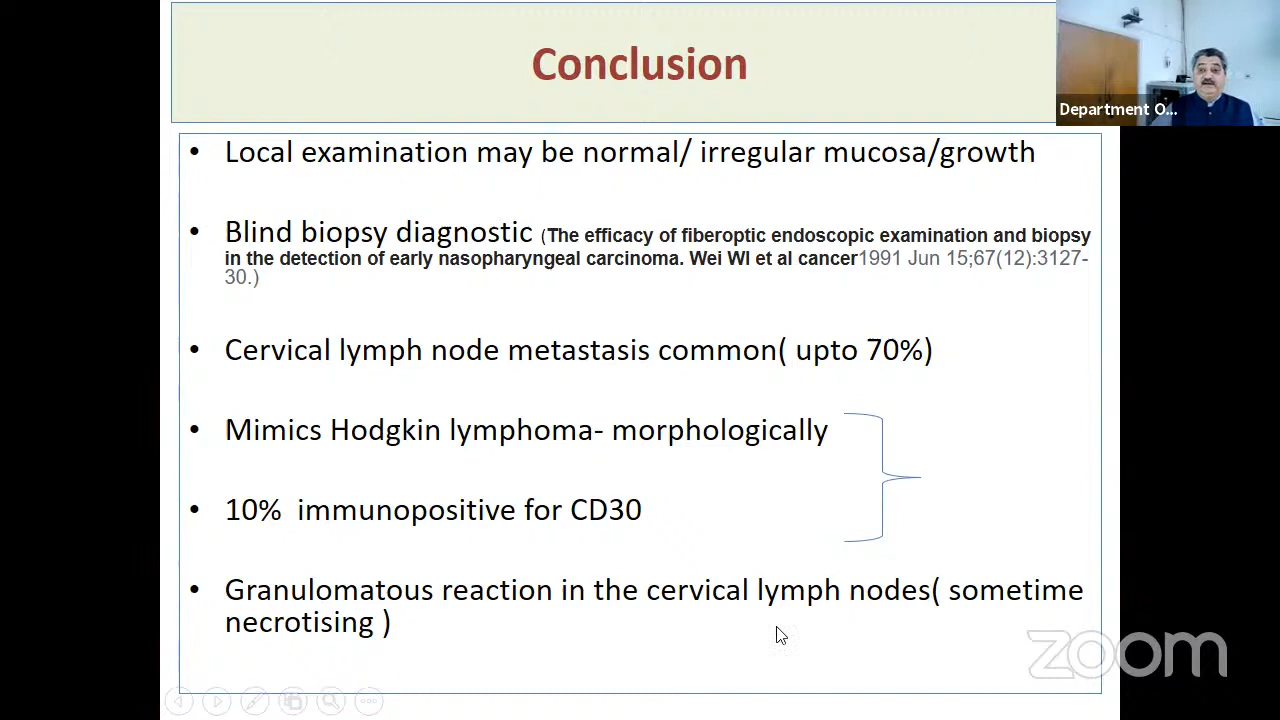 Conclusion
Department O...
• Local examination may be normal/ irregular mucosa/growth
• Blind biopsy diagnostic (The efficacy of fiberoptic endoscopic examination and biopsy
in the detection of early nasopharyngeal carcinoma. Wei WI et al cancer1991 Jun 15;67(12):3127-
30.)
• Cervical lymph node metastasis common( upto 70%)
• Mimics Hodgkin lymphoma- morphologically
• 10%  immunopositive for CD30
• Granulomatous reaction in the cervical lymph nodes( sometime
necrotising )
zoom